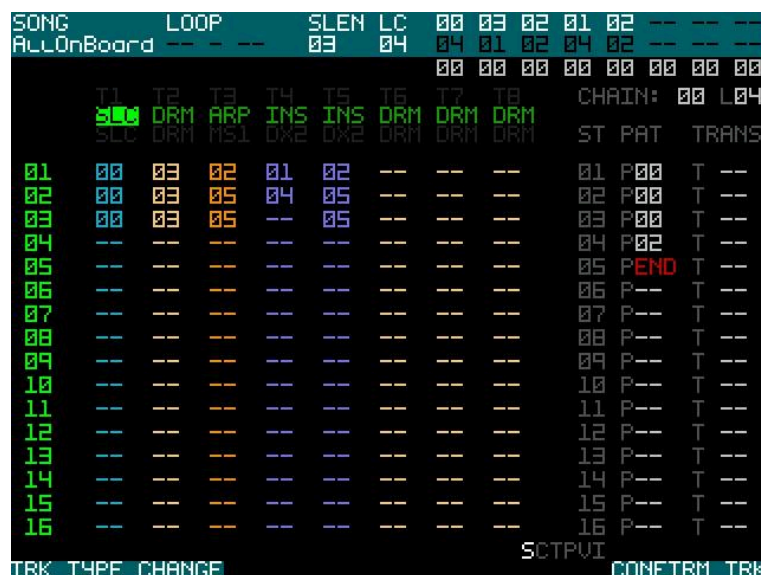 SONG LOOP SLEN LC 00 03 02 01 02 -- -- --
ALLOnBoard -- - -- 03 04 04 01 02 04 02 -- -- --
00 00 00 00 00 00 00 00
T1 T2 T3 T4 T5 T6 T7 T8 CHAIN: 00 L04
SLC DRM ARP INS INS DRM DRM DRM
SLC DRM MS1 DX2 DX2 DRM DRM DRM ST PAT TRANS
01 00 03 02 01 02 -- -- -- 01 P00 T --
02 00 03 05 04 05 -- -- -- 02 P00 T --
03 00 03 05 -- 05 -- -- -- 03 P00 T --
04 -- -- -- -- -- -- -- -- 04 P02 T --
05 -- -- -- -- -- -- -- -- 05 PEND T --
06 -- -- -- -- -- -- -- -- 06 P-- T --
07 -- -- -- -- -- -- -- -- 07 P-- T --
08 -- -- -- -- -- -- -- -- 08 P-- T --
09 -- -- -- -- -- -- -- -- 09 P-- T --
10 -- -- -- -- -- -- -- -- 10 P-- T --
11 -- -- -- -- -- -- -- -- 11 P-- T --
12 -- -- -- -- -- -- -- -- 12 P-- T --
13 -- -- -- -- -- -- -- -- 13 P-- T --
14 -- -- -- -- -- -- -- -- 14 P-- T --
15 -- -- -- -- -- -- -- -- 15 P-- T --
16 -- -- -- -- -- -- -- -- 16 P-- T --
SCTPVI
TRK TYPE CHANGE CONFIRM TRK